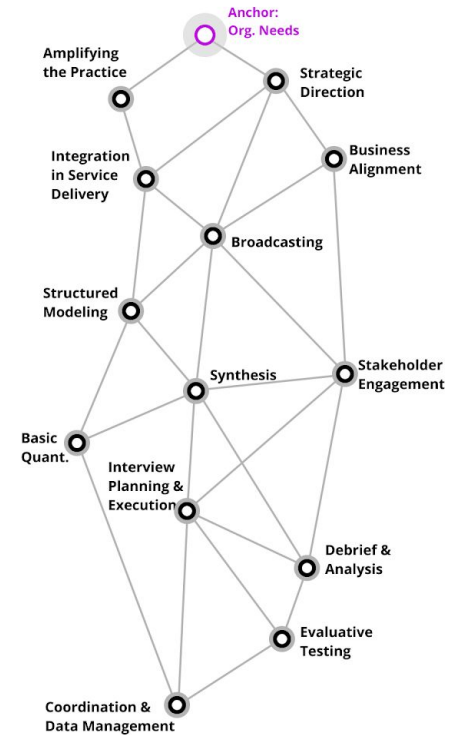 Anchor:
Org. Needs
Amplifying
the Practice
Strategic
Direction
Integration
in Service
Delivery
Business
Alignment
Broadcasting
Structured
Modeling
Synthesis
Stakeholder
Engagement
Basic
Quant.
Interview
Planning &
Execution
Debrief &
Analysis
Evaluative
Testing
Coordination &
Data Management